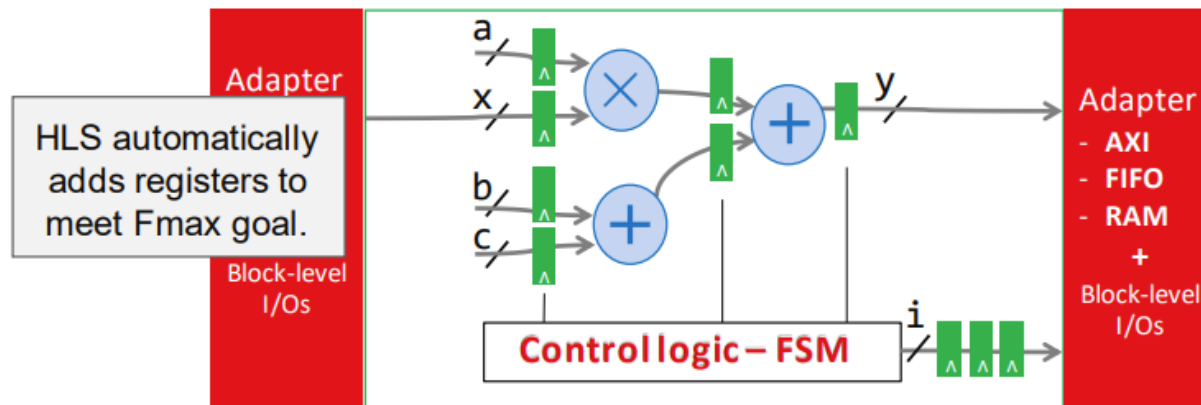 Adapter
HLS automatically
adds registers to
meet Fmax goal.
Block-level
I/Os
a
x
b
c
×
+
+
y
Control logic – FSM
i
Adapter
- AXI
- FIFO
- RAM
+
Block-level
I/Os